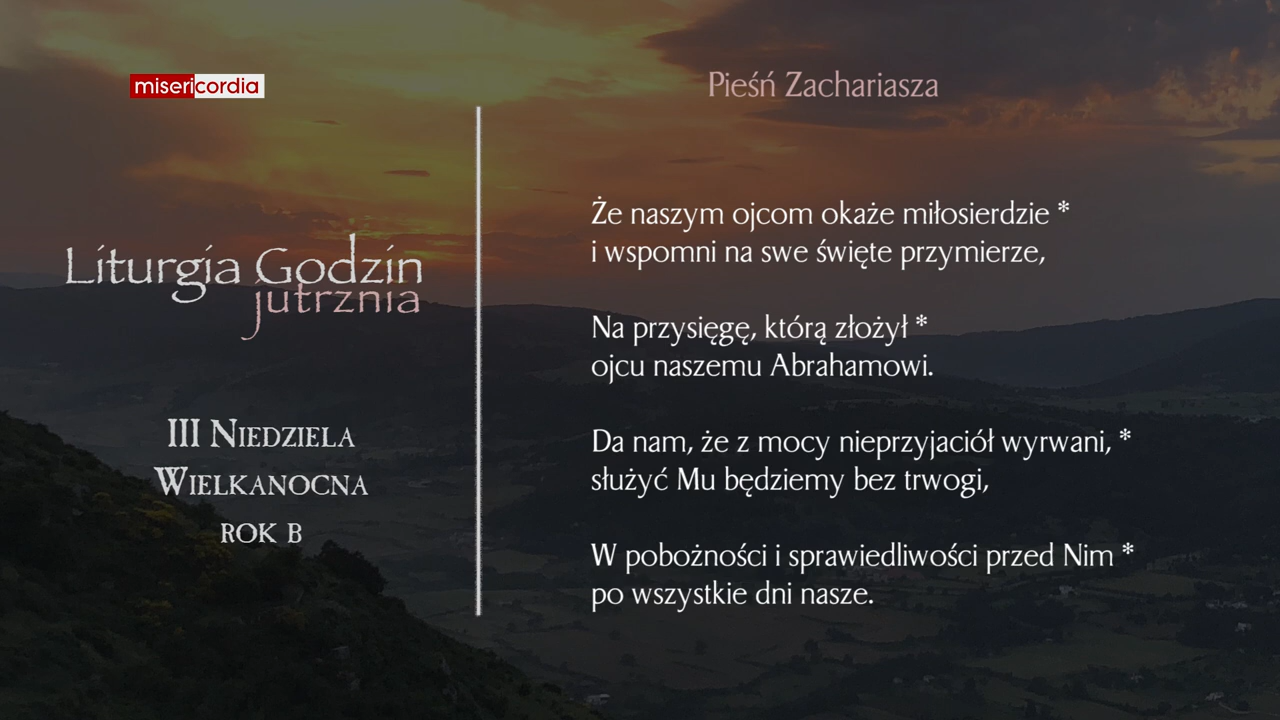 misericordia
Liturgia Godzin
jutrznia
III Niedziela
Wielkanocna
rok B
Pieśń Zachariasza
Że naszym ojcom okaże miłosierdzie *
i wspomni na swe święte przymierze,
Na przysięgę, którą złożył *
ojcu naszemu Abrahamowi.
Da nam, że z mocy nieprzyjaciół wyrwani, *
służyć Mu będziemy bez trwogi,
W pobożności i sprawiedliwości przed Nim *
po wszystkie dni nasze.